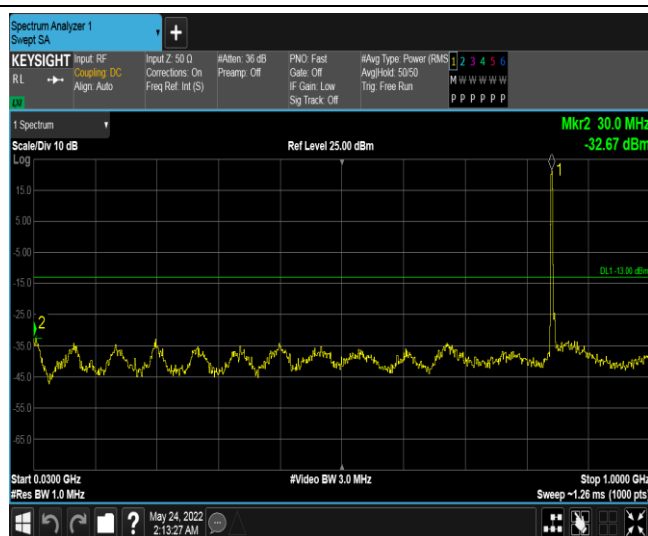 Spectrum Analyzer 1
Swept SA
+
KEYSIGHT
RL
LXI
Input: RF
Coupling: DC
Align: Auto
Input Z: 50 Ω
Corrections: On
Freq Ref: Int (S)
#Atten: 36 dB
Preamp: Off
PNO: Fast
Gate: Off
IF Gain: Low
Sig Track: Off
#Avg Type: Power (RMS
Avg|Hold: 50/50
Trig: Free Run
1 2 3 4 5 6
M W W W W W
P P P P P P
1 Spectrum
Mkr2 30.0 MHz
Scale/Div 10 dB
Ref Level 25.00 dBm
-32.67 dBm
Log
1
15.0
5.00
-5.00
DL1 -13.00 dBm
-15.0
-25.0
2
-35.0
-45.0
-55.0
-65.0
Start 0.0300 GHz
#Video BW 3.0 MHz
Stop 1.0000 GHz
#Res BW 1.0 MHz
Sweep ~1.26 ms (1000 pts)
?
May 24, 2022
2:13:27 AM